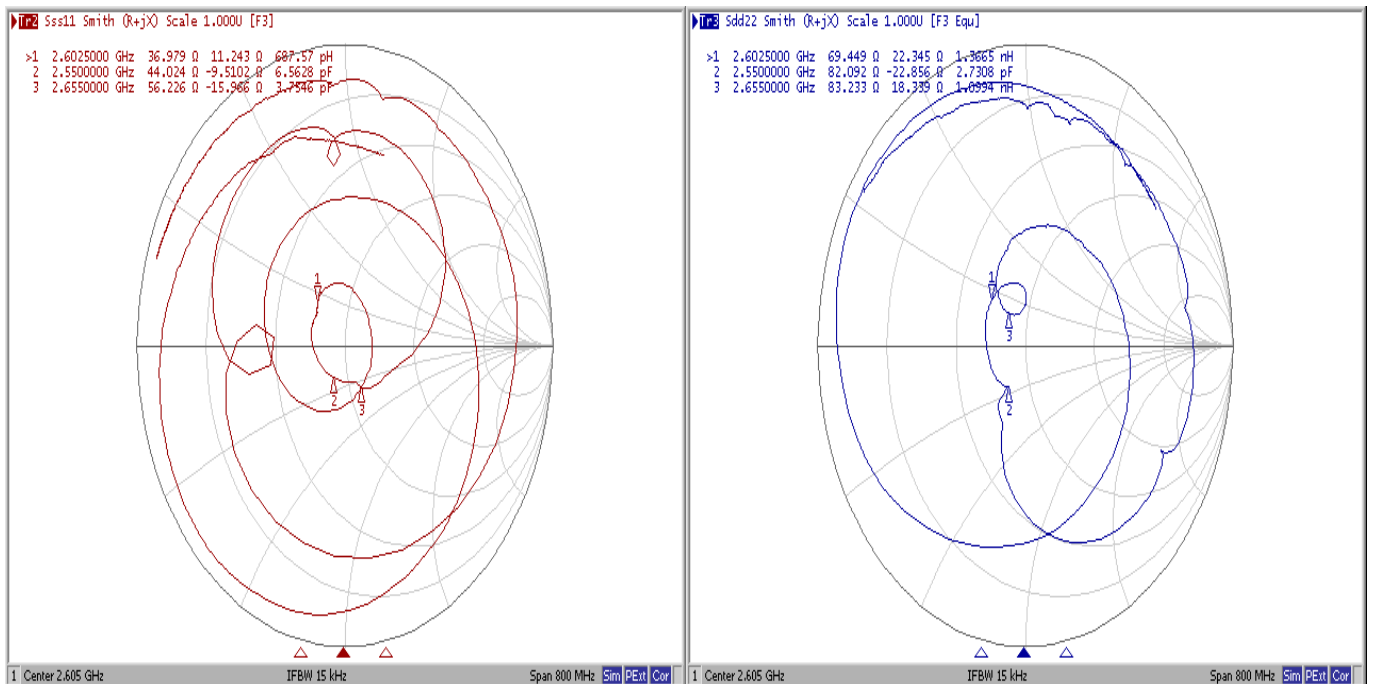 Tr2 Sss11 Smith (R+jX) Scale 1.000U [F3]
>1 2.6025000 GHz 36.979 Ω 11.243 Ω 687.57 pH
2 2.5500000 GHz 44.024 Ω -9.5102 Ω 6.5628 pF
3 2.6550000 GHz 56.226 Ω -15.966 Ω 3.7546 pF
1
2
3
1 Center 2.605 GHz IFBW 15 kHz Span 800 MHz Sim PExt Cor
Tr3 Sdd22 Smith (R+jX) Scale 1.000U [F3 Equ]
>1 2.6025000 GHz 69.449 Ω 22.345 Ω 1.3665 nH
2 2.5500000 GHz 82.092 Ω -22.856 Ω 2.7308 pF
3 2.6550000 GHz 83.233 Ω 18.339 Ω 1.0994 nH
1
3
2
1 Center 2.605 GHz IFBW 15 kHz Span 800 MHz Sim PExt Cor